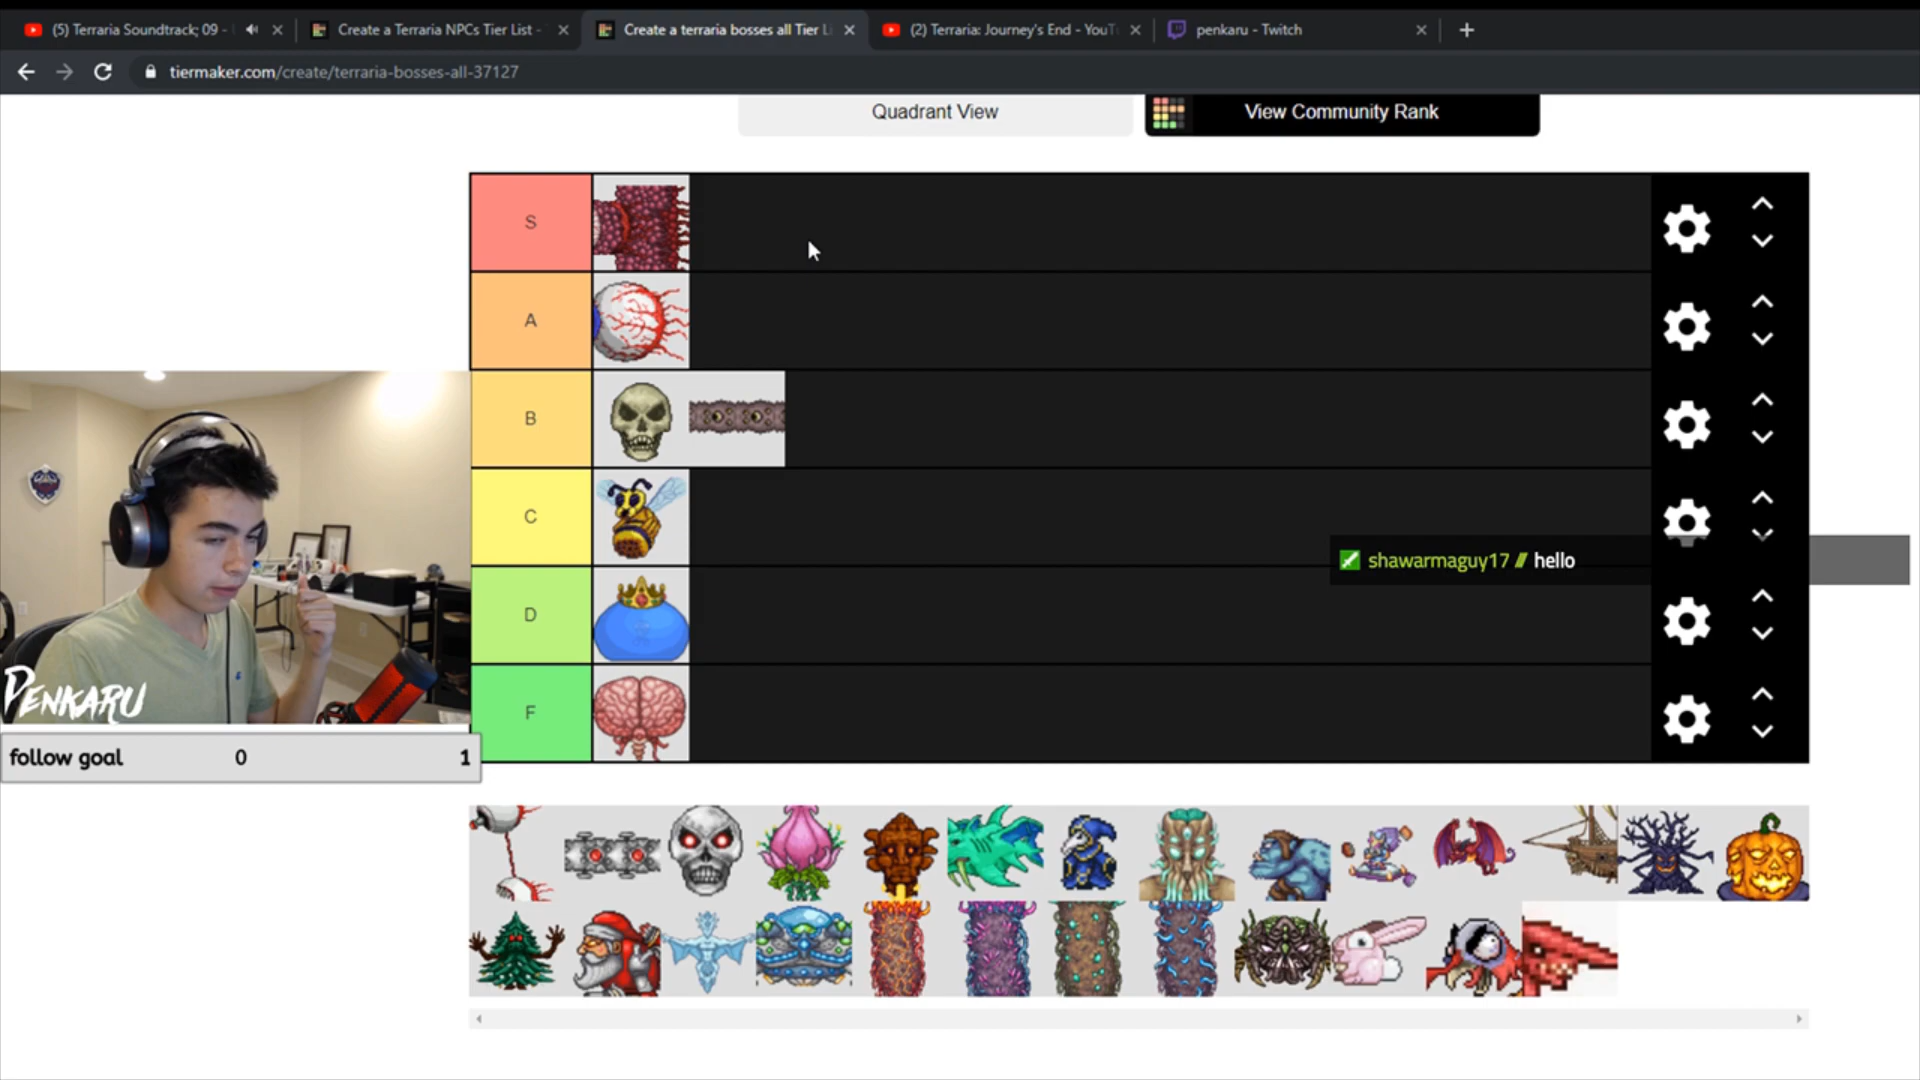 (5) Terraria Soundtrack; 09 -
Create a Terraria NPCs Tier List -
Create a terraria bosses all Tier Li
(2) Terraria: Journey's End - YouTu
penkaru - Twitch
tiermaker.com/create/terraria-bosses-all-37127
Quadrant View
View Community Rank
S
A
B
C
D
F
shawarmaguy17 // hello
PENKARU
follow goal 0 1